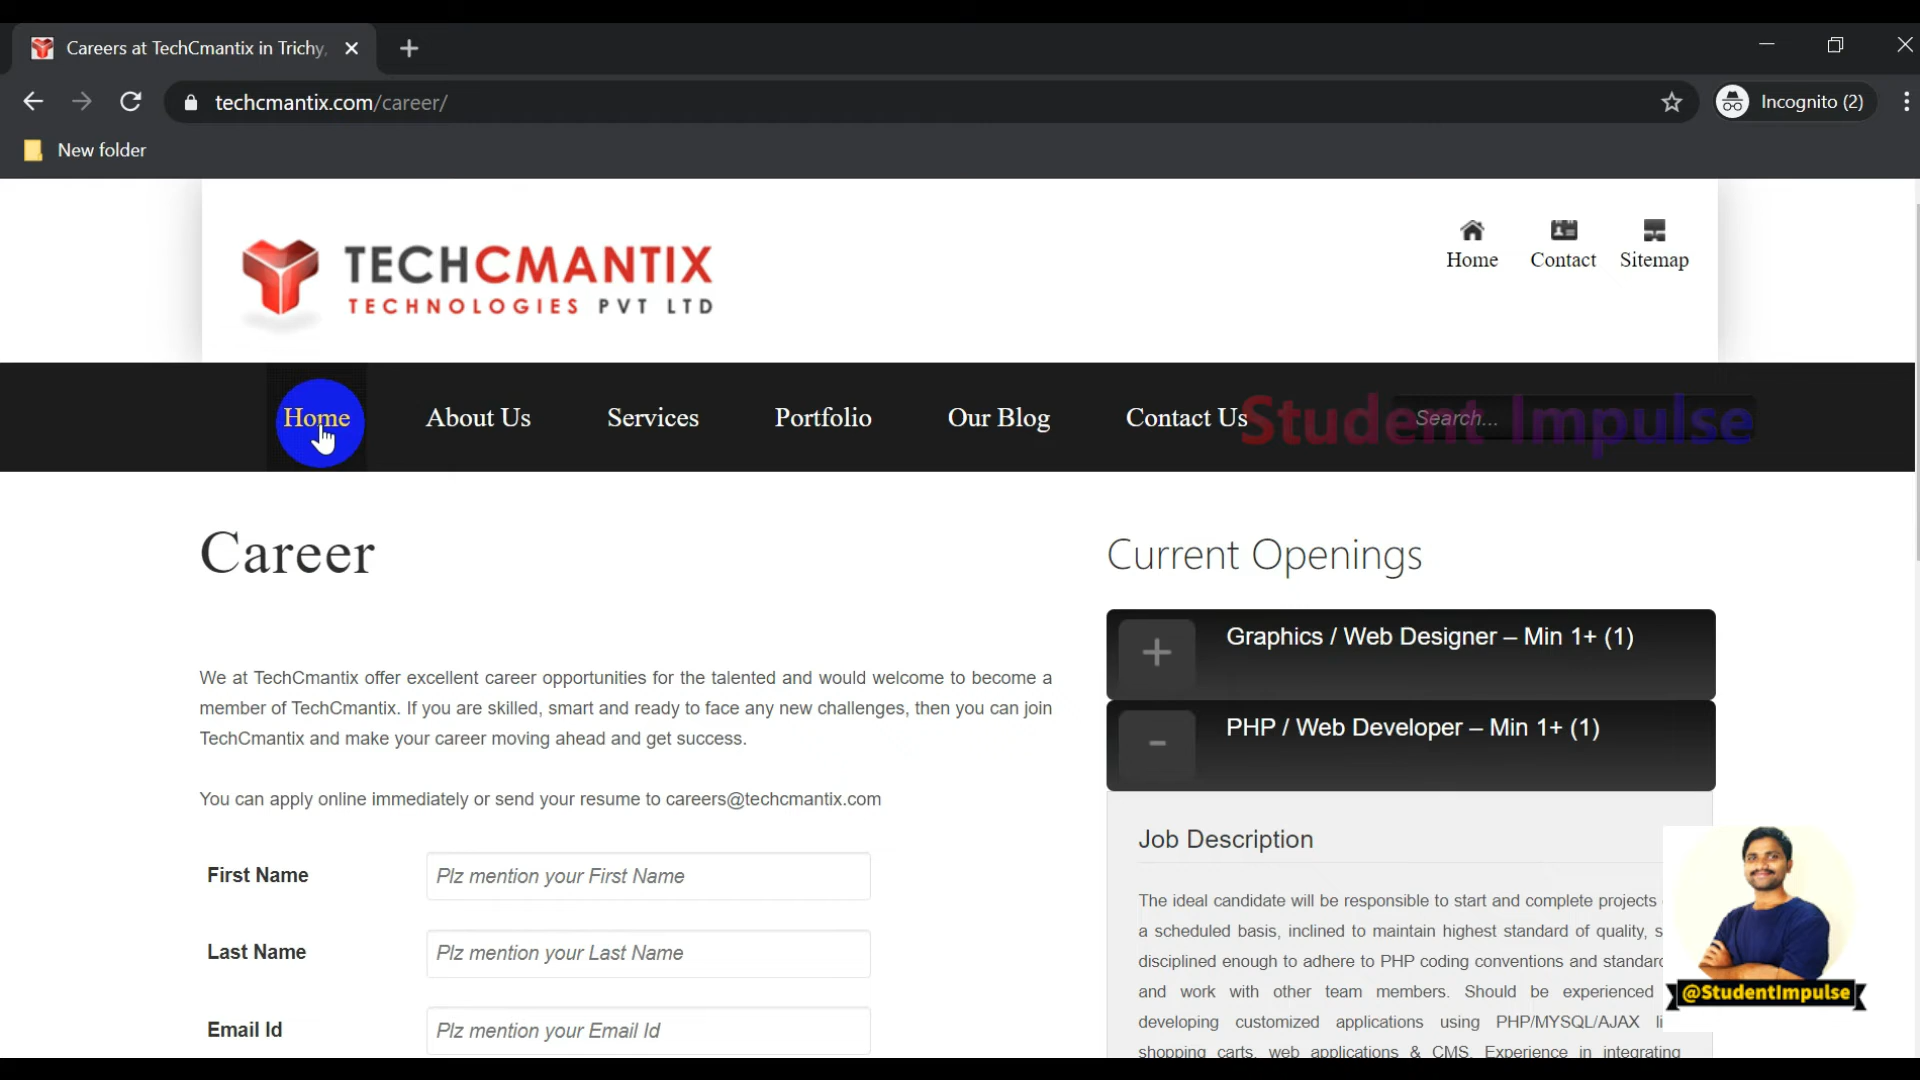 Careers at TechCmantix in Trichy,
techcmantix.com/career/
Incognito (2)
New folder
TECHCMANTIX
TECHNOLOGIES PVT LTD
Home
Contact
Sitemap
Home
About Us
Services
Portfolio
Our Blog
Contact Us
Search...
Student Impulse
Career
We at TechCmantix offer excellent career opportunities for the talented and would welcome to become a
member of TechCmantix. If you are skilled, smart and ready to face any new challenges, then you can join
TechCmantix and make your career moving ahead and get success.
You can apply online immediately or send your resume to careers@techcmantix.com
First Name
Plz mention your First Name
Last Name
Plz mention your Last Name
Email Id
Plz mention your Email Id
Current Openings
+ Graphics / Web Designer – Min 1+ (1)
- PHP / Web Developer – Min 1+ (1)
Job Description
The ideal candidate will be responsible to start and complete projects
a scheduled basis, inclined to maintain highest standard of quality,
disciplined enough to adhere to PHP coding conventions and
and work with other team members. Should be experienced
developing customized applications using PHP/MYSQL/AJAX
shopping carts, web applications & CMS. Experience in integrating
@StudentImpulse